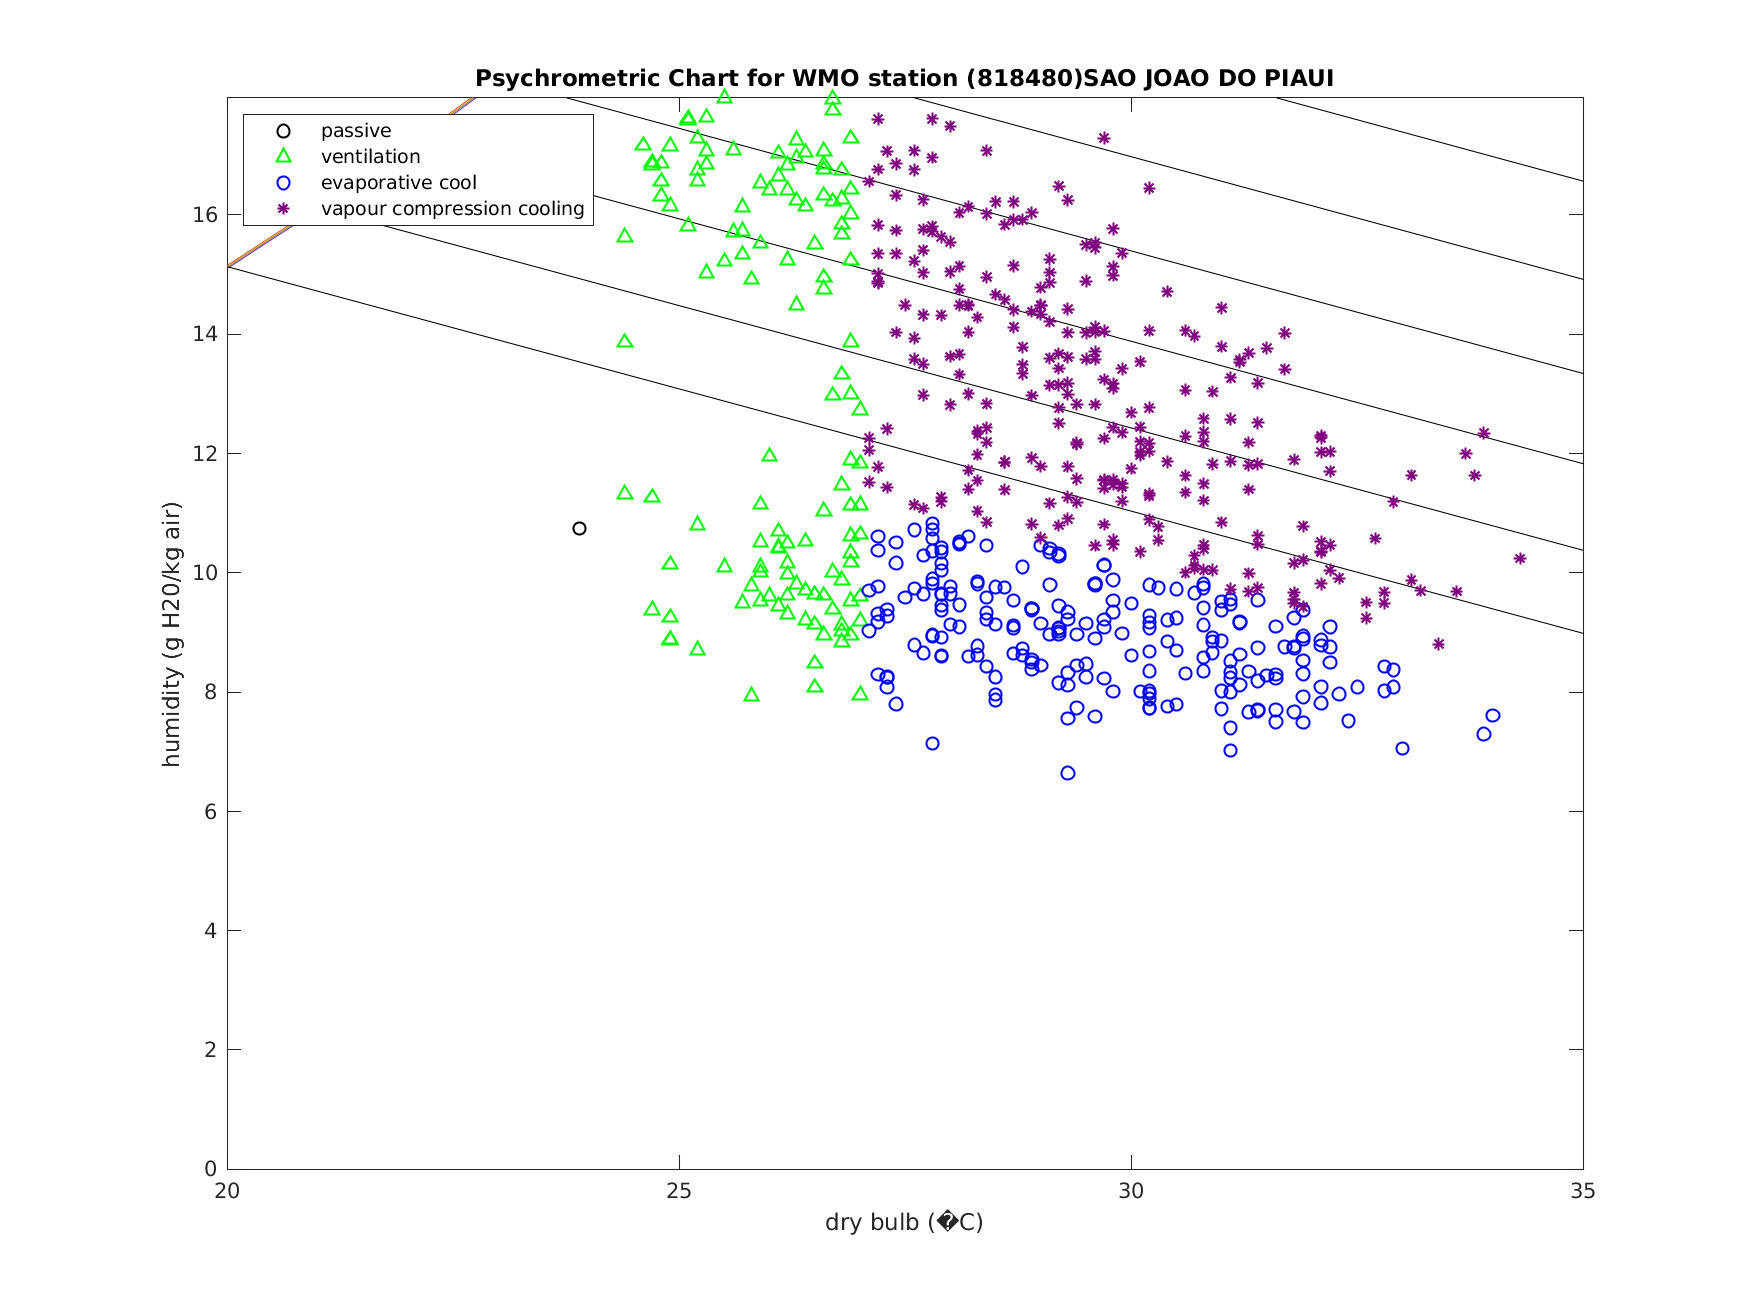 Psychrometric Chart for WMO station (818480)SAO JOAO DO PIAUI
passive
ventilation
evaporative cool
vapour compression cooling
humidity (g H20/kg air)
16
14
12
10
8
6
4
2
0
20 25 30 35
dry bulb (�C)